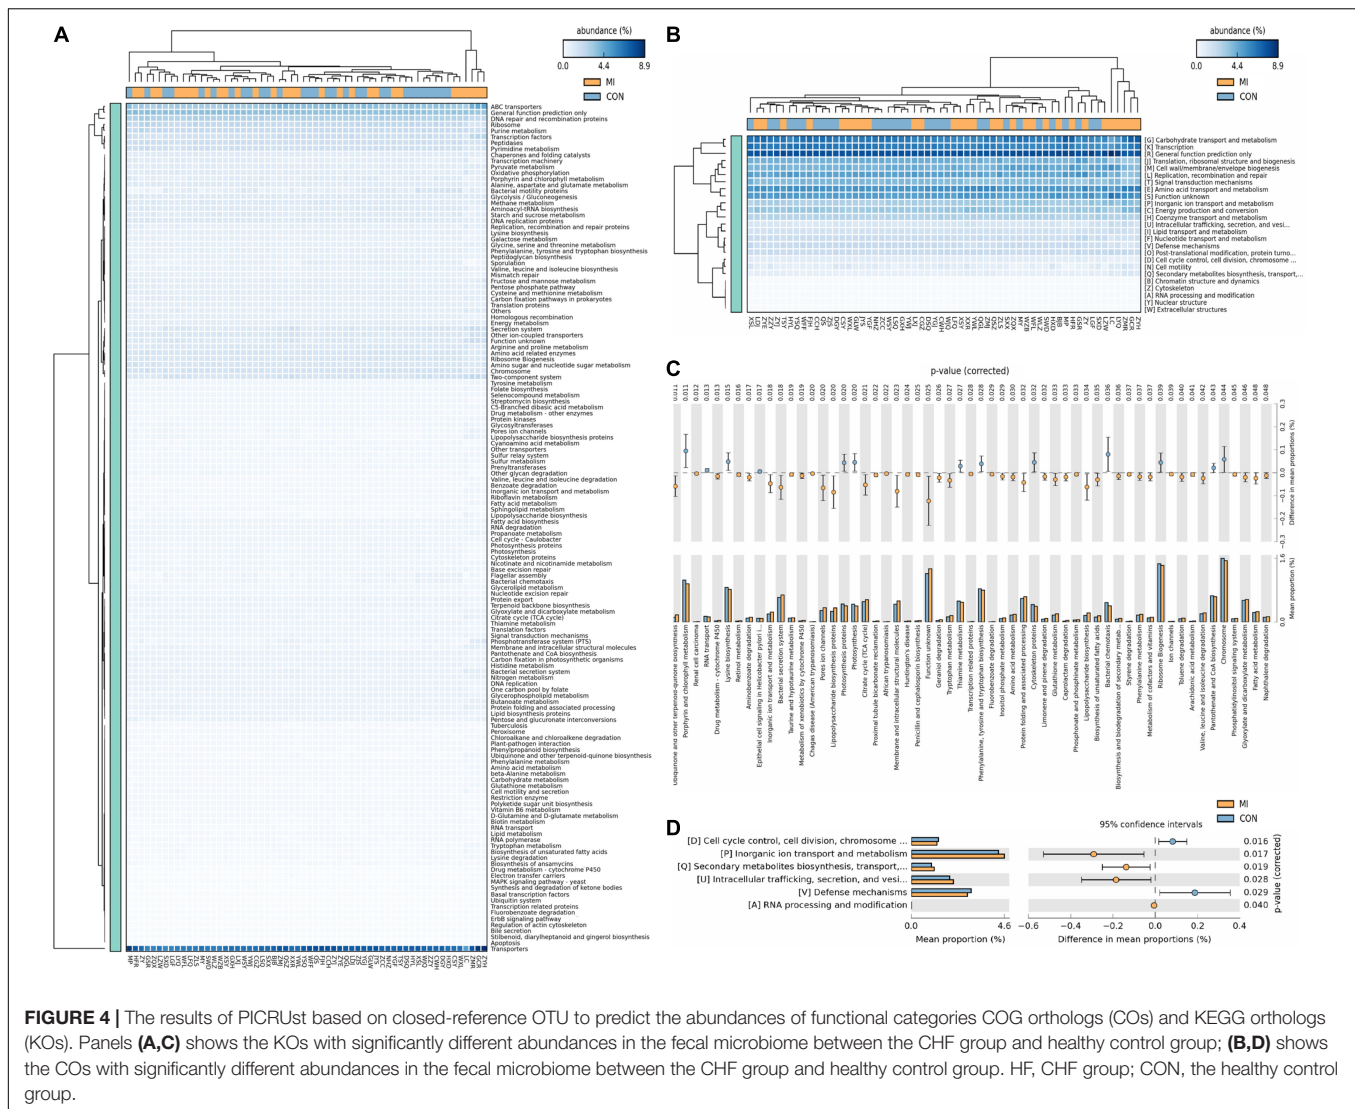 A
abundance (%)
0.0 4.4 8.9
MI
CON
ABC transporters
General function prediction only
DNA repair and recombination proteins
Ribosome
Purine metabolism
Transcription factors
Peptidases
Pyrimidine metabolism
Chaperones and folding catalysts
Transcription machinery
Pyruvate metabolism
Oxidative phosphorylation
Porphyrin and chlorophyll metabolism
Alanine, aspartate and glutamate metabolism
Bacterial motility proteins
Glycolysis / Gluconeogenesis
Methane metabolism
Aminoacyl-tRNA biosynthesis
Starch and sucrose metabolism
DNA replication proteins
Replication, recombination and repair proteins
Lysine biosynthesis
Galactose metabolism
Glycine, serine and threonine metabolism
Phenylalanine, tyrosine and tryptophan biosynthesis
Peptidoglycan biosynthesis
Sporulation
Valine, leucine and isoleucine biosynthesis
Mismatch repair
Fructose and mannose metabolism
Pentose phosphate pathway
Cysteine and methionine metabolism
Carbon fixation pathways in prokaryotes
Translation proteins
Others
Homologous recombination
Energy metabolism
Secretion system
Other ion-coupled transporters
Function unknown
Arginine and proline metabolism
Amino acid related enzymes
Ribosome Biogenesis
Amino sugar and nucleotide sugar metabolism
Chromosome
Two-component system
Tyrosine metabolism
Folate biosynthesis
Selenocompound metabolism
Streptomycin biosynthesis
C5-Branched dibasic acid metabolism
Drug metabolism - other enzymes
Protein kinases
Glycosyltransferases
Pores ion channels
Lipopolysaccharide biosynthesis proteins
Cyanoamino acid metabolism
Other transporters
Sulfur relay system
Sulfur metabolism
Prenyltransferases
Other glycan degradation
Valine, leucine and isoleucine degradation
Benzoate degradation
Inorganic ion transport and metabolism
Riboflavin metabolism
Fatty acid metabolism
Sphingolipid metabolism
Lipopolysaccharide biosynthesis
Fatty acid biosynthesis
RNA degradation
Propanoate metabolism
Cell cycle - Caulobacter
Photosynthesis proteins
Photosynthesis
Cytoskeleton proteins
Nicotinate and nicotinamide metabolism
Base excision repair
Flagellar assembly
Bacterial chemotaxis
Glycerolipid metabolism
Nucleotide excision repair
Protein export
Terpenoid backbone biosynthesis
Glyoxylate and dicarboxylate metabolism
Citrate cycle (TCA cycle)
Thiamine metabolism
Translation factors
Signal transduction mechanisms
Phosphotransferase system (PTS)
Membrane and intracellular structural molecules
Pantothenate and CoA biosynthesis
Carbon fixation in photosynthetic organisms
Histidine metabolism
Bacterial secretion system
Nitrogen metabolism
DNA replication
One carbon pool by folate
Glycerophospholipid metabolism
Butanoate metabolism
Protein folding and associated processing
Lipid biosynthesis proteins
Pentose and glucuronate interconversions
Tuberculosis
Peroxisome
Chloroalkane and chloroalkene degradation
Plant-pathogen interaction
Phenylpropanoid biosynthesis
Ubiquinone and other terpenoid-quinone biosynthesis
Phenylalanine metabolism
Amino acid metabolism
beta-Alanine metabolism
Carbohydrate metabolism
Glutathione metabolism
Cell motility and secretion
Restriction enzyme
Polyketide sugar unit biosynthesis
Vitamin B6 metabolism
D-Glutamine and D-glutamate metabolism
Biotin metabolism
RNA transport
Lipid metabolism
RNA polymerase
Tryptophan metabolism
Biosynthesis of unsaturated fatty acids
Lysine degradation
Biosynthesis of ansamycins
Drug metabolism - cytochrome P450
Electron transfer carriers
MAPK signaling pathway - yeast
Synthesis and degradation of ketone bodies
Basal transcription factors
Ubiquitin system
Transcription related proteins
Fluorobenzoate degradation
ErbB signaling pathway
Regulation of actin cytoskeleton
Bile secretion
Stilbenoid, diarylheptanoid and gingerol biosynthesis
Apoptosis
Transporters
B
abundance (%)
0.0 4.4 8.9
MI
CON
[G] Carbohydrate transport and metabolism
[K] Transcription
[R] General function prediction only
[J] Translation, ribosomal structure and biogenesis
[M] Cell wall/membrane/envelope biogenesis
[L] Replication, recombination and repair
[T] Signal transduction mechanisms
[E] Amino acid transport and metabolism
[S] Function unknown
[P] Inorganic ion transport and metabolism
[C] Energy production and conversion
[H] Coenzyme transport and metabolism
[U] Intracellular trafficking, secretion, and vesi...
[I] Lipid transport and metabolism
[F] Nucleotide transport and metabolism
[V] Defense mechanisms
[O] Post-translational modification, protein turno...
[D] Cell cycle control, cell division, chromosome ...
[N] Cell motility
[Q] Secondary metabolites biosynthesis, transport,...
[B] Chromatin structure and dynamics
[Z] Cytoskeleton
[A] RNA processing and modification
[Y] Nuclear structure
[W] Extracellular structures
C
p-value (corrected)
0.3
0.2
0.1
0.0
−0.1
−0.2
−0.3
Difference in mean proportions (%)
1.6
0.0
Mean proportion (%)
Ubiquinone and other terpenoid-quinone biosynthesis
Porphyrin and chlorophyll metabolism
Renal cell carcinoma
RNA transport
Drug metabolism - cytochrome P450
Lysine biosynthesis
Retinol metabolism
Aminobenzoate degradation
Epithelial cell signaling in Helicobacter pylori i...
Inorganic ion transport and metabolism
Bacterial secretion system
Taurine and hypotaurine metabolism
Metabolism of xenobiotics by cytochrome P450
Chagas disease (American trypanosomiasis)
Pores ion channels
Lipopolysaccharide biosynthesis proteins
Photosynthesis proteins
Photosynthesis
Citrate cycle (TCA cycle)
Proximal tubule bicarbonate reclamation
African trypanosomiasis
Membrane and intracellular structural molecules
Huntington's disease
Penicillin and cephalosporin biosynthesis
Function unknown
Geraniol degradation
Tryptophan metabolism
Thiamine metabolism
Transcription related proteins
Phenylalanine, tyrosine and tryptophan biosynthesis
Fluorobenzoate degradation
Inositol phosphate metabolism
Amino acid metabolism
Protein folding and associated processing
Cytoskeleton proteins
Limonene and pinene degradation
Glutathione metabolism
Caprolactam degradation
Phosphonate and phosphinate metabolism
Lipopolysaccharide biosynthesis
Biosynthesis of unsaturated fatty acids
Bacterial chemotaxis
Biosynthesis and biodegradation of secondary metab...
Styrene degradation
Phenylalanine metabolism
Metabolism of cofactors and vitamins
Ribosome Biogenesis
Ion channels
Toluene degradation
Arachidonic acid metabolism
Valine, leucine and isoleucine degradation
Pantothenate and CoA biosynthesis
Chromosome
Phosphatidylinositol signaling system
Glyoxylate and dicarboxylate metabolism
Fatty acid metabolism
Naphthalene degradation
MI
CON
D
95% confidence intervals
[D] Cell cycle control, cell division, chromosome ... 0.016
[P] Inorganic ion transport and metabolism 0.017
[Q] Secondary metabolites biosynthesis, transport,... 0.019
[U] Intracellular trafficking, secretion, and vesi... 0.028
[V] Defense mechanisms 0.029
[A] RNA processing and modification 0.040
p-value (corrected)
0.0 4.6 −0.6 −0.4 −0.2 0.0 0.2 0.4
Mean proportion (%) Difference in mean proportions (%)
FIGURE 4 | The results of PICRUst based on closed-reference OTU to predict the abundances of functional categories COG orthologs (COs) and KEGG orthologs
(KOs). Panels (A,C) shows the KOs with significantly different abundances in the fecal microbiome between the CHF group and healthy control group; (B,D) shows
the COs with significantly different abundances in the fecal microbiome between the CHF group and healthy control group. HF, CHF group; CON, the healthy control
group.